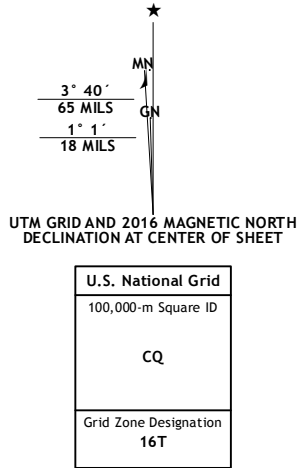 MN
3° 40´
65 MILS
GN
1° 1´
18 MILS
UTM GRID AND 2016 MAGNETIC NORTH
DECLINATION AT CENTER OF SHEET
U.S. National Grid
100,000-m Square ID
CQ
Grid Zone Designation
16T